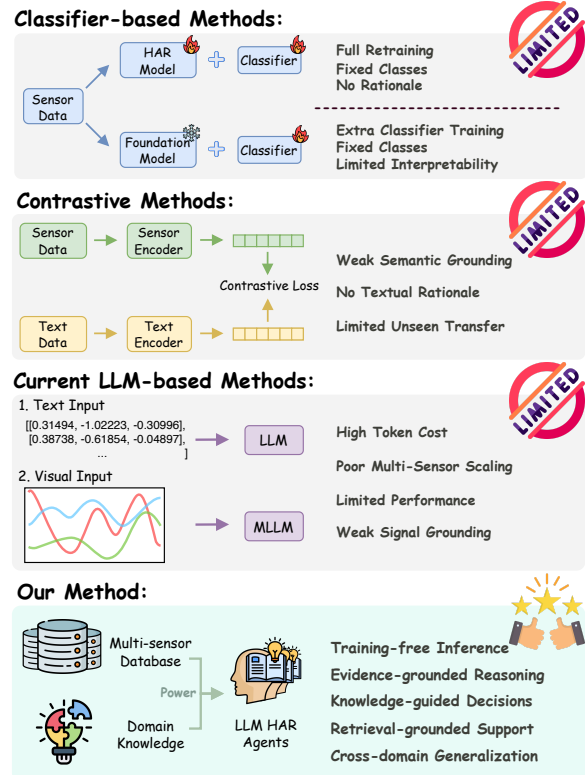 Classifier-based Methods:
LIMITED
Sensor
Data
HAR
Model
Classifier
Full Retraining
Fixed Classes
No Rationale
Foundation
Model
Classifier
Extra Classifier Training
Fixed Classes
Limited Interpretability
Contrastive Methods:
LIMITED
Sensor
Data
Sensor
Encoder
Contrastive Loss
Text
Data
Text
Encoder
Weak Semantic Grounding
No Textual Rationale
Limited Unseen Transfer
Current LLM-based Methods:
LIMITED
1. Text Input
[[0.31494, -1.02223, -0.30996],
[0.38738, -0.61854, -0.04897],
... ]
LLM
2. Visual Input
MLLM
High Token Cost
Poor Multi-Sensor Scaling
Limited Performance
Weak Signal Grounding
Our Method:
Multi-sensor
Database
Power
Domain
Knowledge
LLM HAR
Agents
Training-free Inference
Evidence-grounded Reasoning
Knowledge-guided Decisions
Retrieval-grounded Support
Cross-domain Generalization